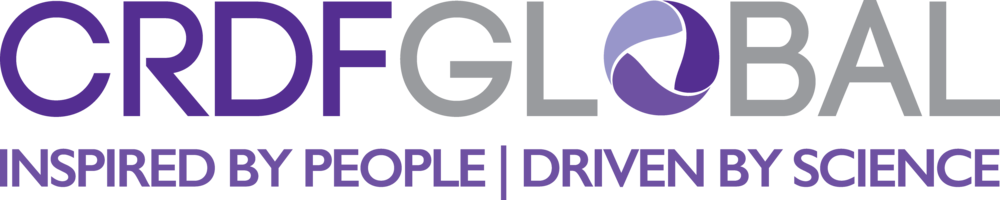 CRDFGLOBAL
INSPIRED BY PEOPLE | DRIVEN BY SCIENCE